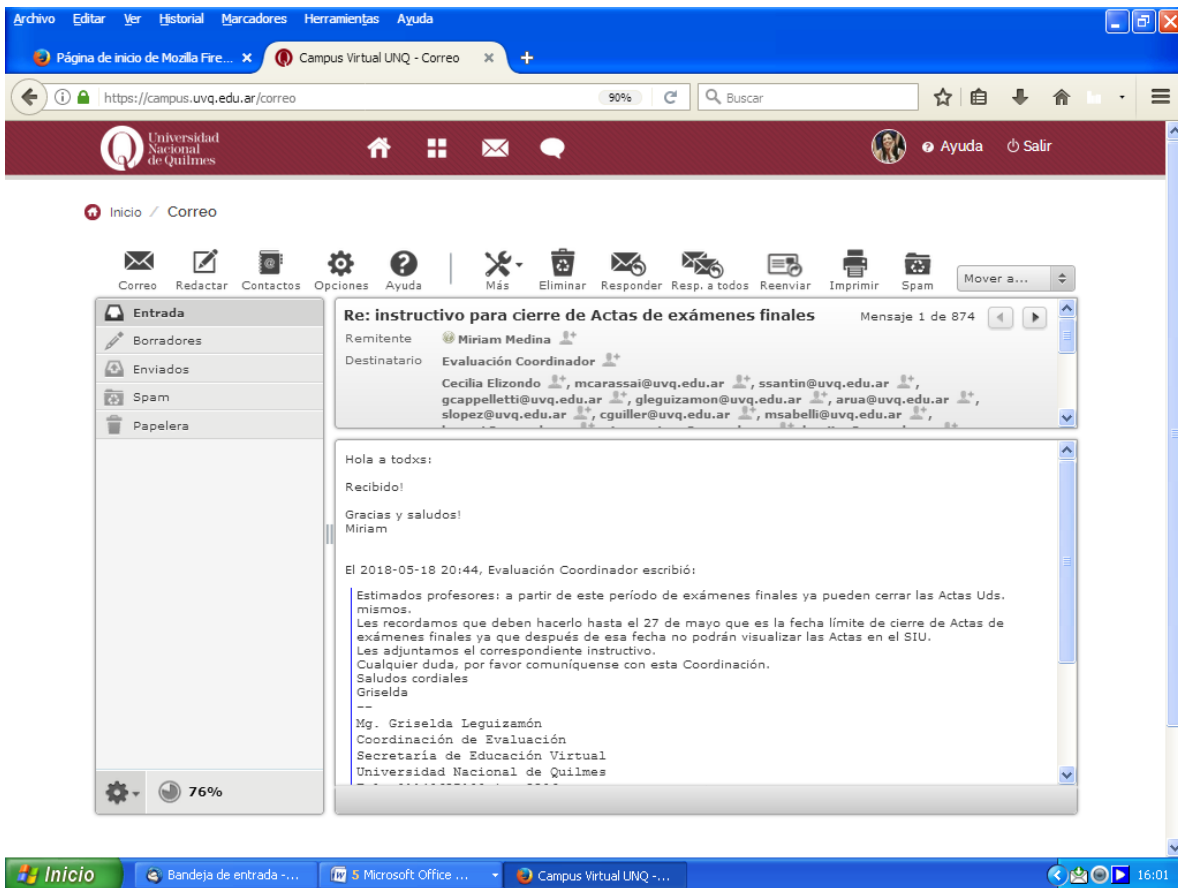 Archivo Editar Ver Historial Marcadores Herramientas Ayuda
Página de inicio de Mozilla Fire... Campus Virtual UNQ - Correo
https://campus.uvq.edu.ar/correo 90% Buscar
Universidad
Nacional
de Quilmes
Ayuda Salir
Inicio / Correo
Correo Redactar Contactos Opciones Ayuda Más Eliminar Responder Resp. a todos Reenviar Imprimir Spam Mover a...
Entrada
Borradores
Enviados
Spam
Papelera
76%
Re: instructivo para cierre de Actas de exámenes finales Mensaje 1 de 874
Remitente Miriam Medina
Destinatario Evaluación Coordinador
Cecilia Elizondo , mcarassai@uvq.edu.ar , ssantin@uvq.edu.ar ,
gcappelletti@uvq.edu.ar , gleguizamon@uvq.edu.ar , arua@uvq.edu.ar ,
slopez@uvq.edu.ar , cguiller@uvq.edu.ar , msabelli@uvq.edu.ar ,
Hola a todxs:
Recibido!
Gracias y saludos!
Miriam
El 2018-05-18 20:44, Evaluación Coordinador escribió:
Estimados profesores: a partir de este período de exámenes finales ya pueden cerrar las Actas Uds.
mismos.
Les recordamos que deben hacerlo hasta el 27 de mayo que es la fecha límite de cierre de Actas de
exámenes finales ya que después de esa fecha no podrán visualizar las Actas en el SIU.
Les adjuntamos el correspondiente instructivo.
Cualquier duda, por favor comuníquense con esta Coordinación.
Saludos cordiales
Griselda
--
Mg. Griselda Leguizamón
Coordinación de Evaluación
Secretaría de Educación Virtual
Universidad Nacional de Quilmes
Inicio Bandeja de entrada -... 5 Microsoft Office ... Campus Virtual UNQ -... 16:01